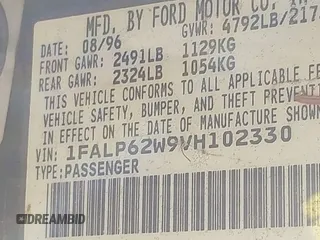 MFD. BY FORD MOTOR CO.
DATE: 08/96 GVWR: 4792LB/217
FRONT GAWR: 2491LB 1129KG
REAR GAWR: 2324LB 1054KG
THIS VEHICLE CONFORMS TO ALL APPLICABLE
VEHICLE SAFETY, BUMPER, AND THEFT
IN EFFECT ON THE DATE OF MANUFACTURE SHOWN
VIN: 1FALP62W9VH102330
TYPE: PASSENGER
DREAMBID